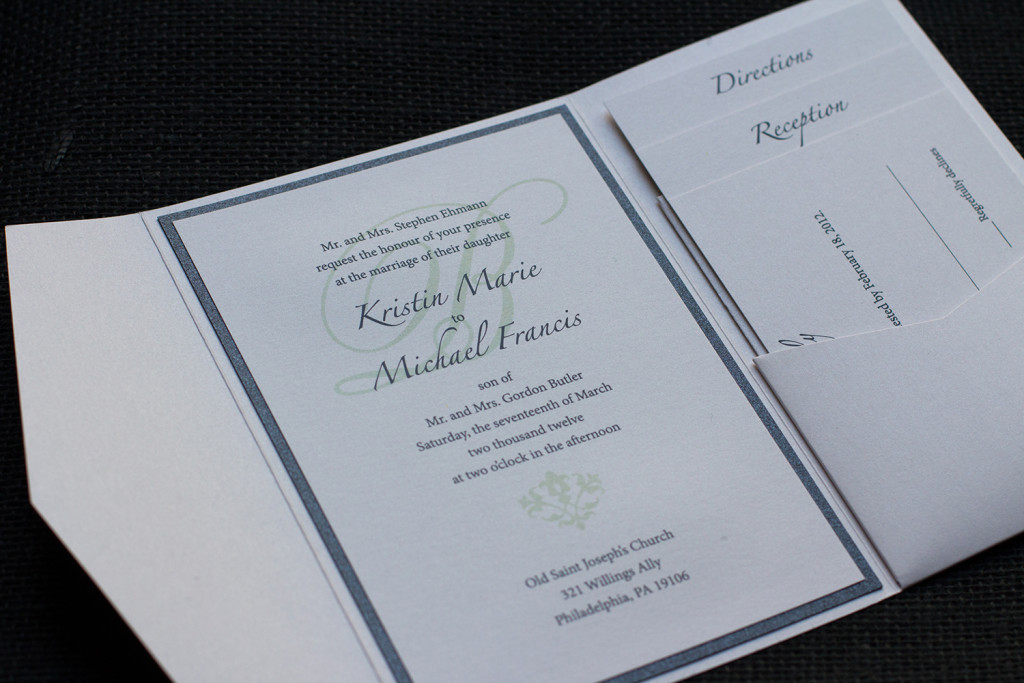 Mr. and Mrs. Stephen Ehmann
request the honour of your presence
at the marriage of their daughter
Kristin Marie
to
Michael Francis
son of
Mr. and Mrs. Gordon Butler
Saturday, the seventeenth of March
two thousand twelve
at two o'clock in the afternoon
Old Saint Joseph's Church
321 Willings Ally
Philadelphia, PA 19106
Directions
Reception
by February 18, 2012.
Regretfully declines
B